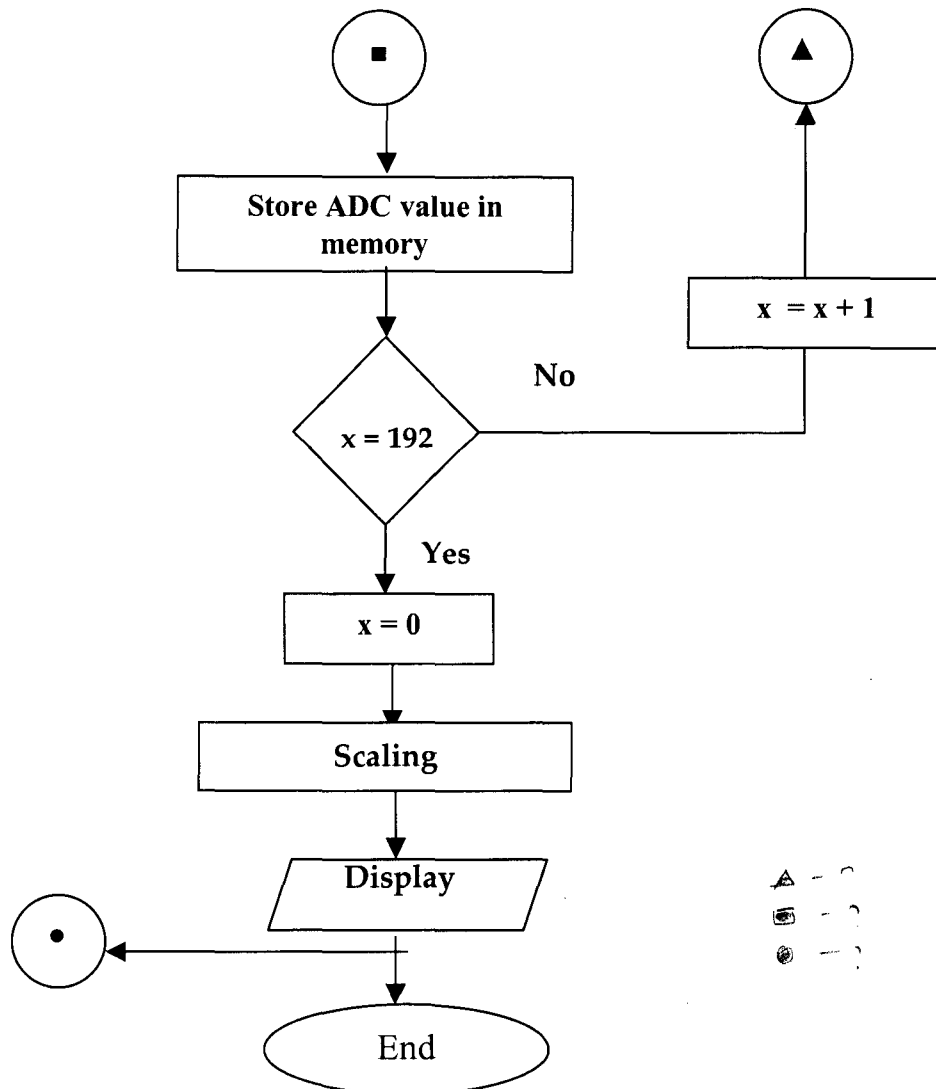 Store ADC value in
memory
x = x + 1
No
x = 192
Yes
x = 0
Scaling
Display
End